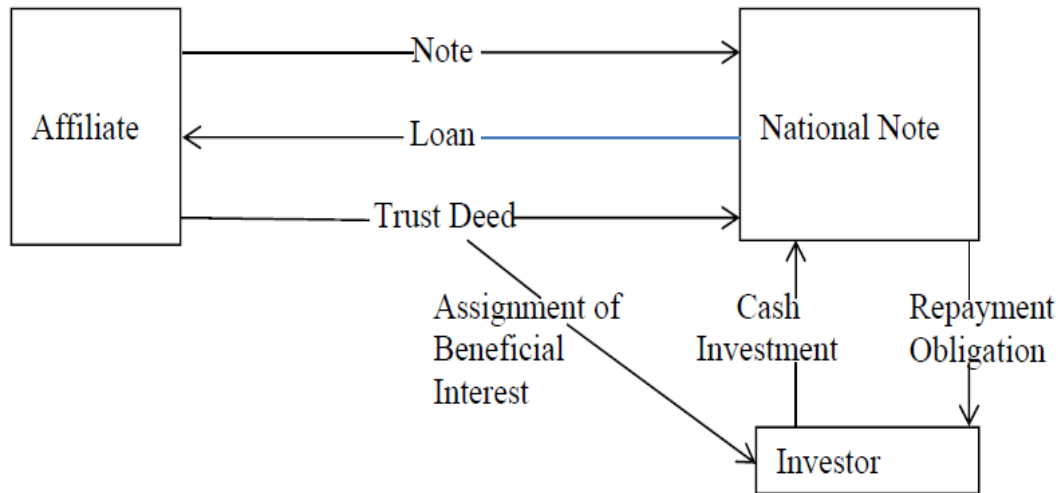 Note
Affiliate
Loan
National Note
Trust Deed
Assignment of
Beneficial
Interest
Cash
Investment
Repayment
Obligation
Investor